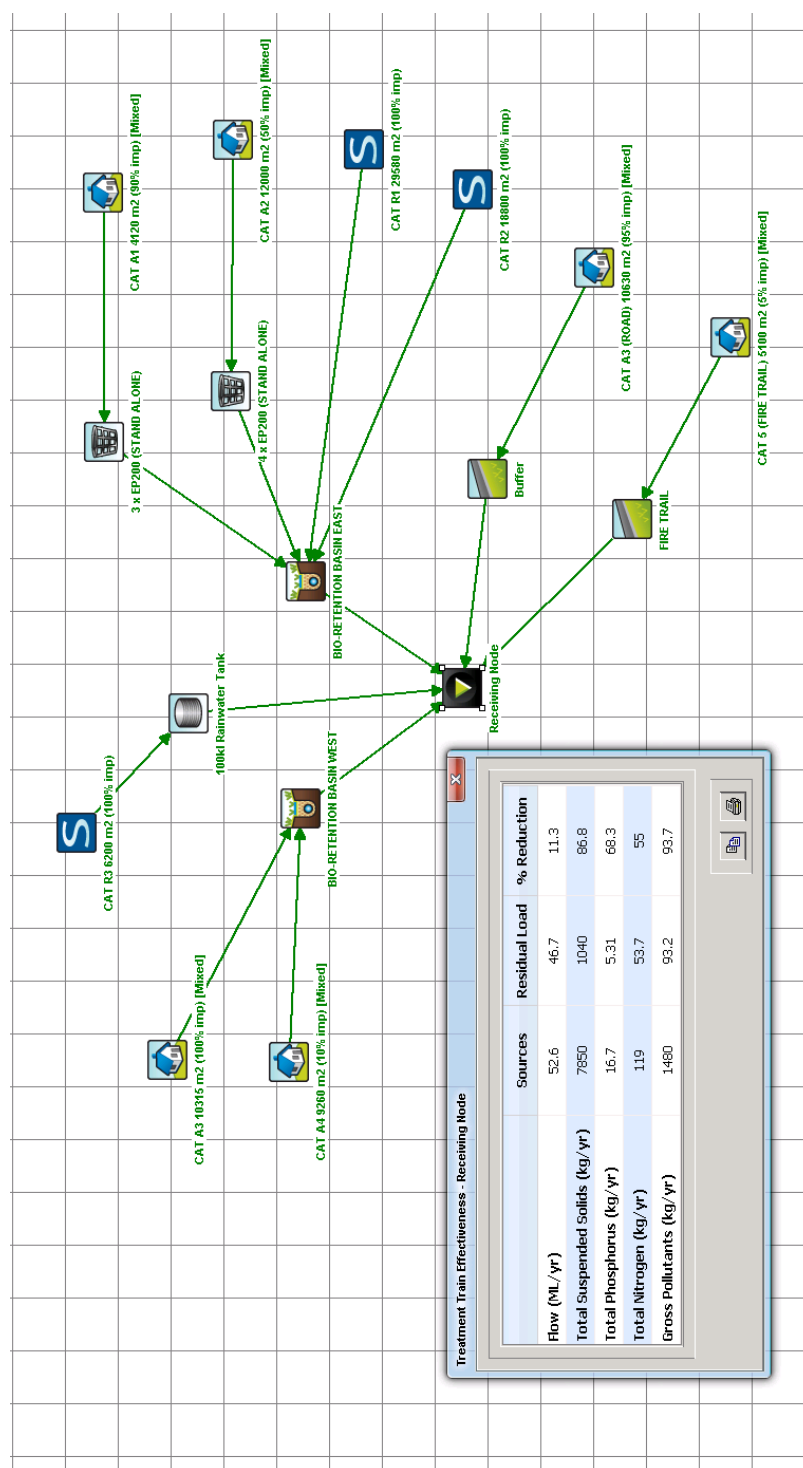 CAT A1 4120 m2 (90% imp) [Mixed]
CAT A2 12000 m2 (50% imp) [Mixed]
CAT R1 29580 m2 (100% imp)
CAT R2 18800 m2 (100% imp)
CAT A3 (ROAD) 10630 m2 (95% imp) [Mixed]
CAT 5 (FIRE TRAIL) 5100 m2 (5% imp) [Mixed]
3 x EP200 (STAND ALONE)
4 x EP200 (STAND ALONE)
BIO-RETENTION BASIN EAST
Buffer
FIRE TRAIL
CAT R3 6200 m2 (100% imp)
100kl Rainwater Tank
BIO-RETENTION BASIN WEST
Receiving Node
CAT A3 10315 m2 (100% imp) [Mixed]
CAT A4 9260 m2 (10% imp) [Mixed]
Treatment Train Effectiveness - Receiving Node
X
Sources Residual Load % Reduction
Flow (ML/yr) 52.6 46.7 11.3
Total Suspended Solids (kg/yr) 7850 1040 86.8
Total Phosphorus (kg/yr) 16.7 5.31 68.3
Total Nitrogen (kg/yr) 119 53.7 55
Gross Pollutants (kg/yr) 1480 93.2 93.7